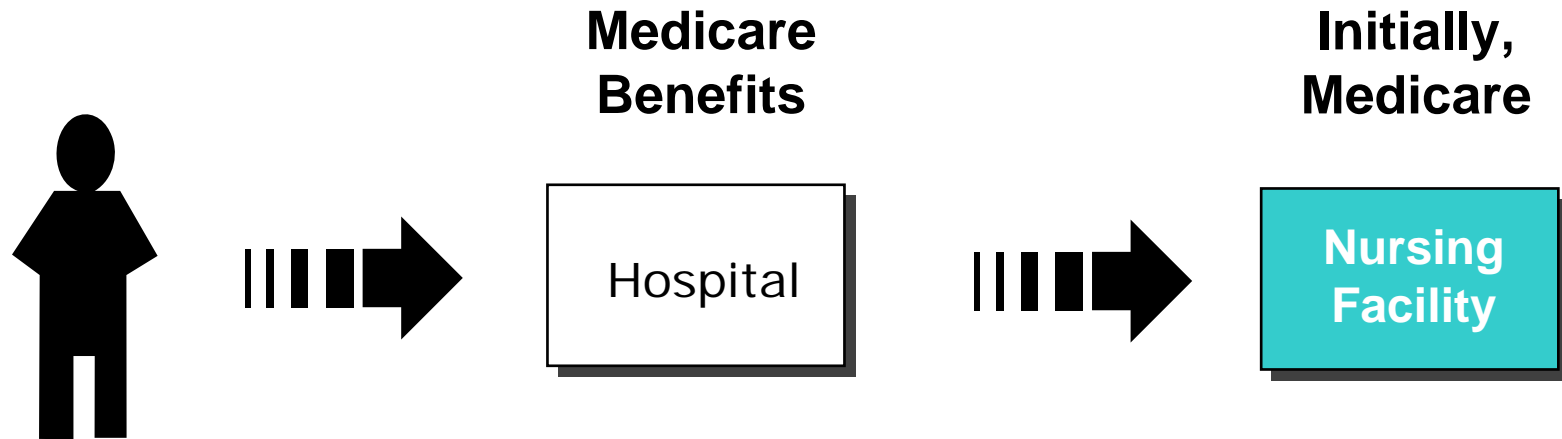 Medicare
Benefits
Initially,
Medicare
Hospital
Nursing
Facility